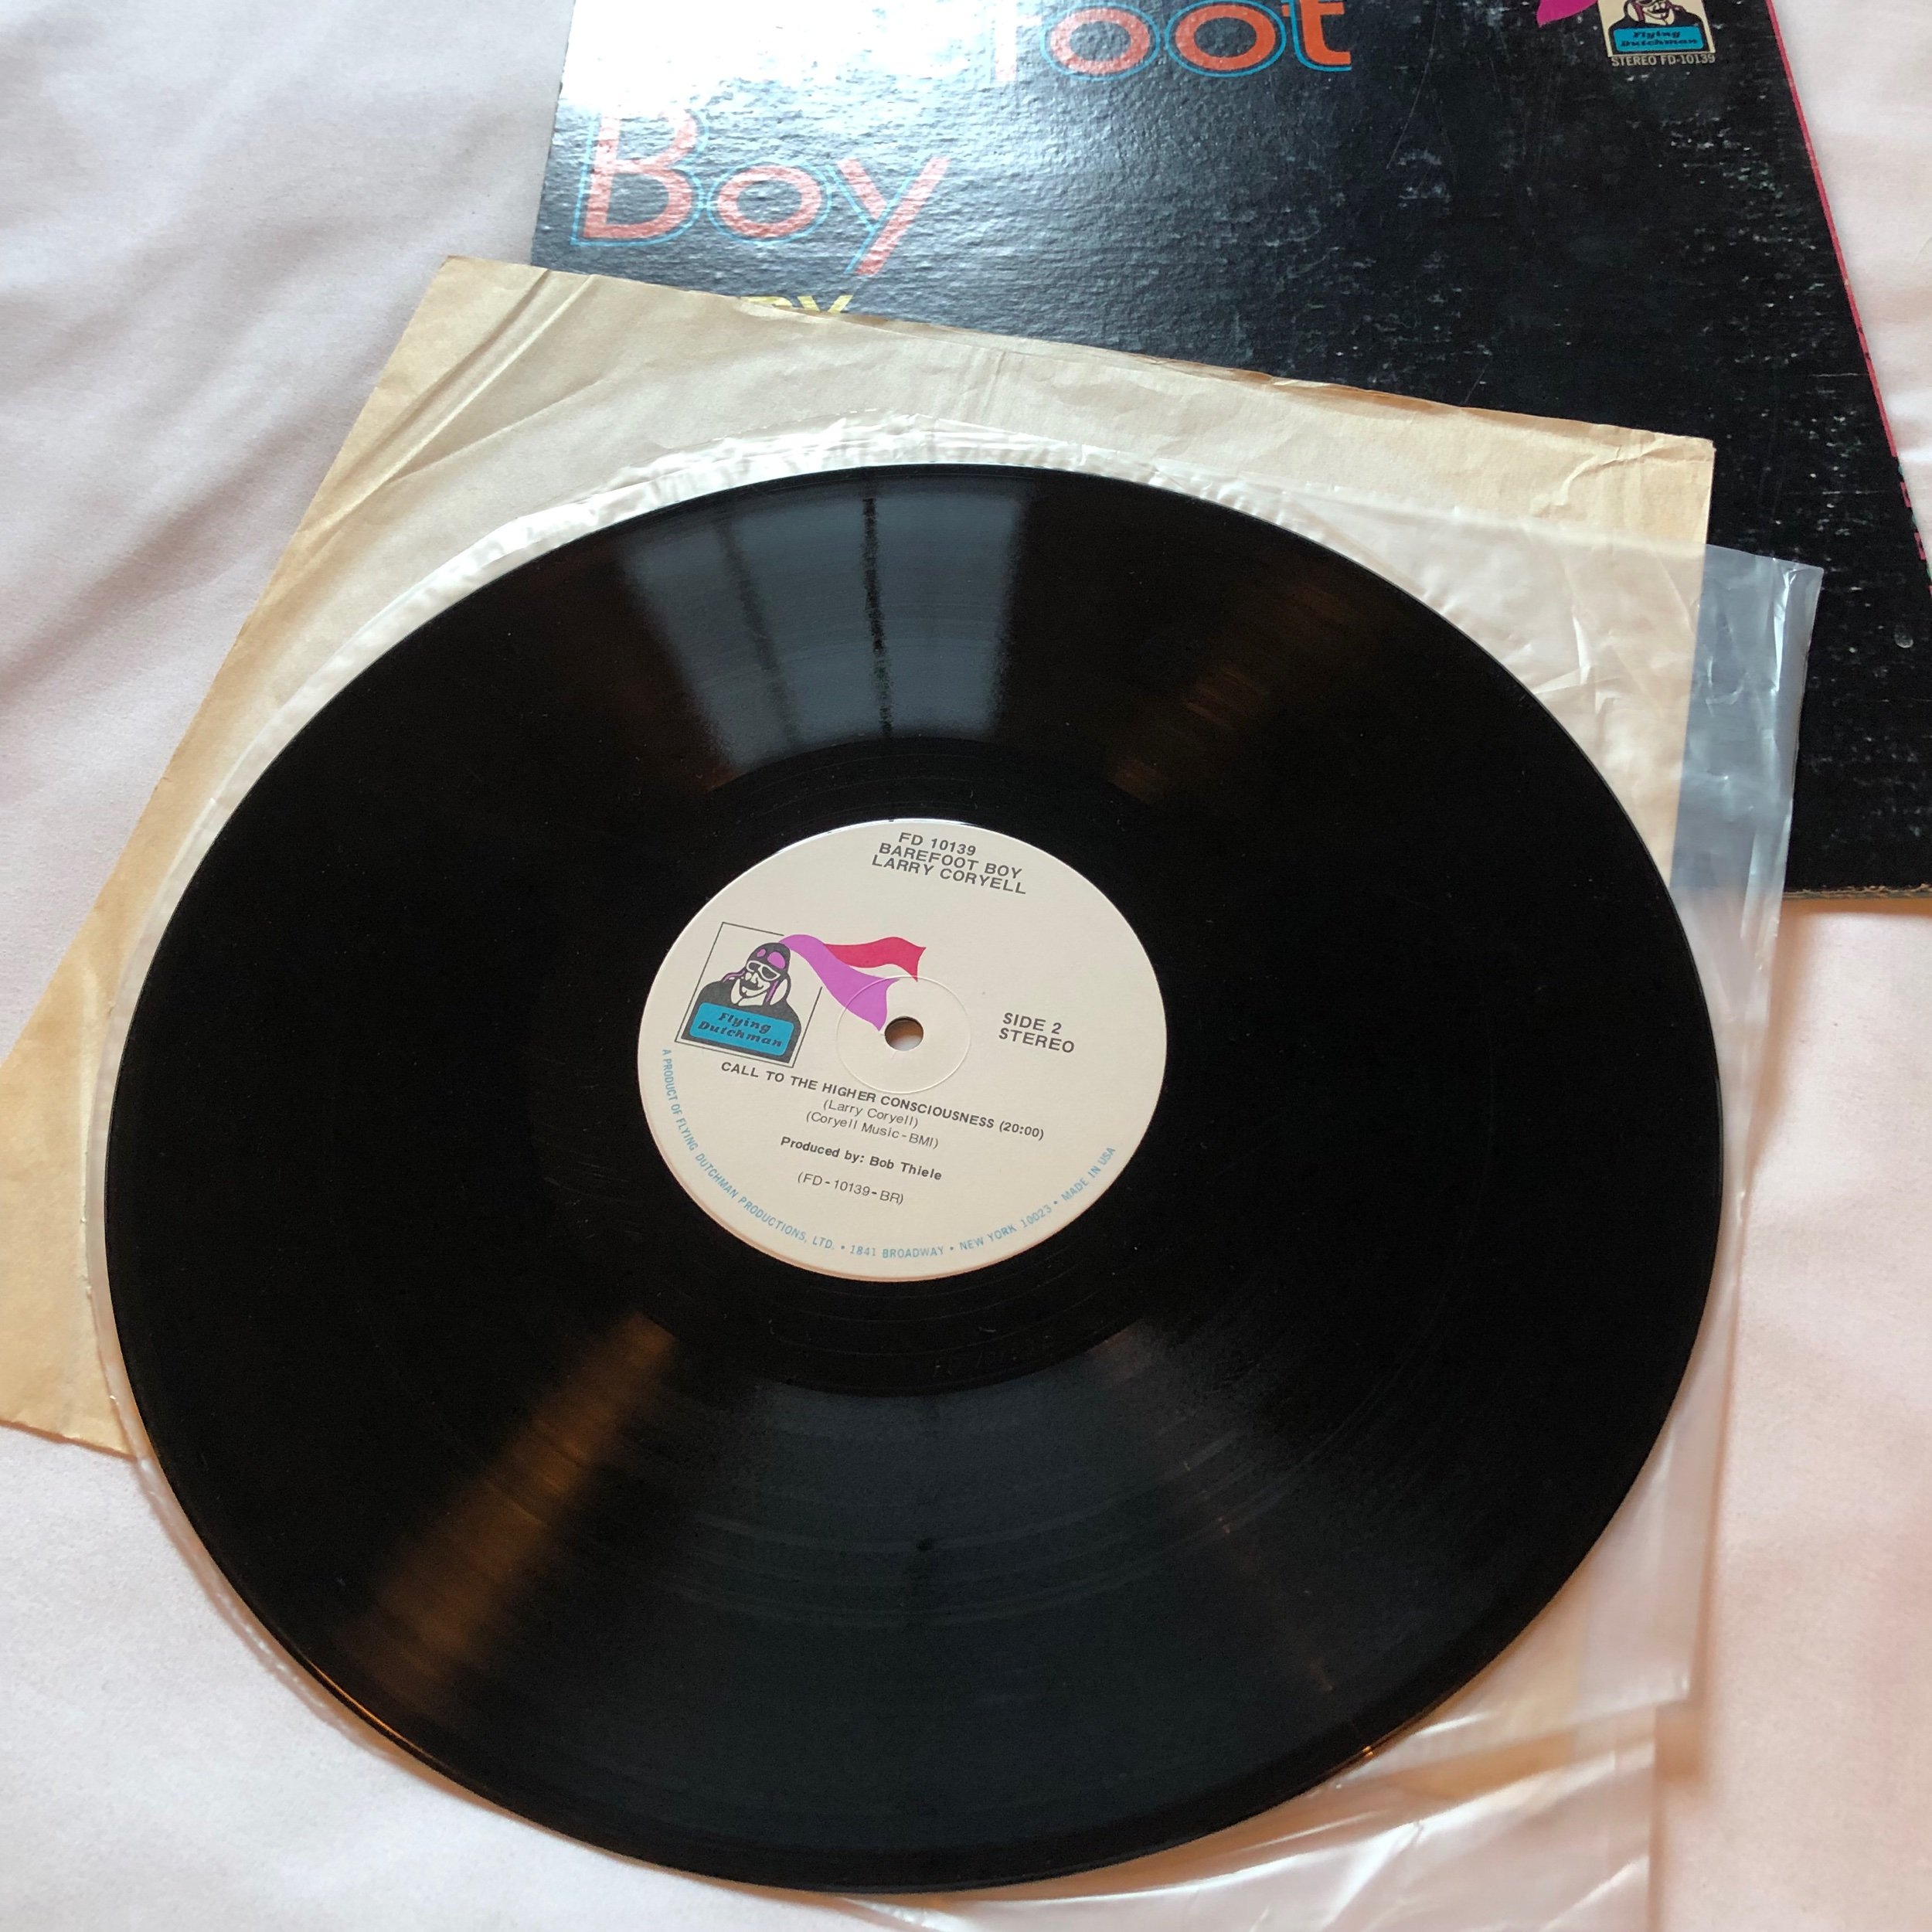 foot
Boy
Flying
Dutchman
STEREO FD-10139
FD 10139
BAREFOOT BOY
LARRY CORYELL
Flying
Dutchman
SIDE 2
STEREO
CALL TO THE HIGHER CONSCIOUSNESS (20:00)
(Larry Coryell)
(Coryell Music-BMI)
Produced by: Bob Thiele
(FD-10139-BR)
A PRODUCT OF FLYING DUTCHMAN PRODUCTIONS, LTD. • 1841 BROADWAY • NEW YORK 10023 • MADE IN USA